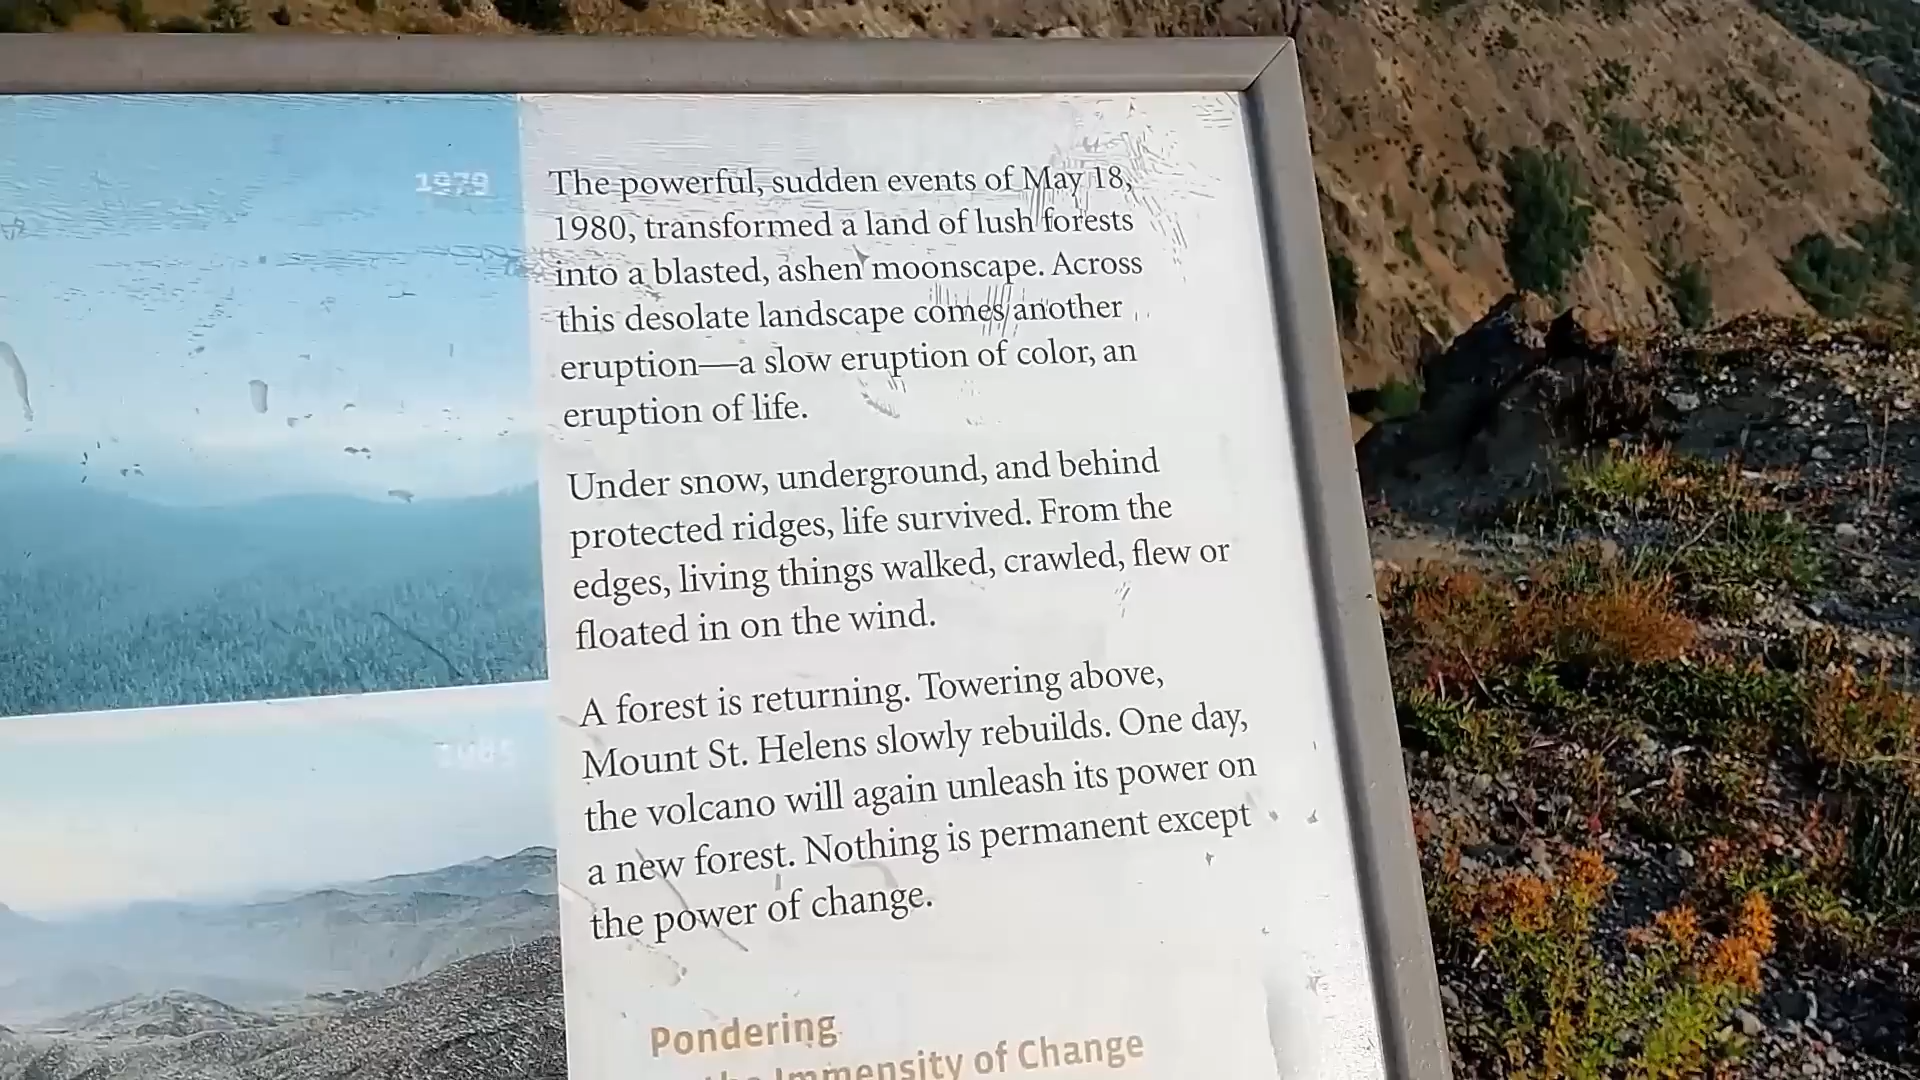 1979
The powerful, sudden events of May 18,
1980, transformed a land of lush forests
into a blasted, ashen moonscape. Across
this desolate landscape comes another
eruption—a slow eruption of color, an
eruption of life.
Under snow, underground, and behind
protected ridges, life survived. From the
edges, living things walked, crawled, flew or
floated in on the wind.
A forest is returning. Towering above,
Mount St. Helens slowly rebuilds. One day,
the volcano will again unleash its power on
a new forest. Nothing is permanent except
the power of change.
Pondering
the Immensity of Change